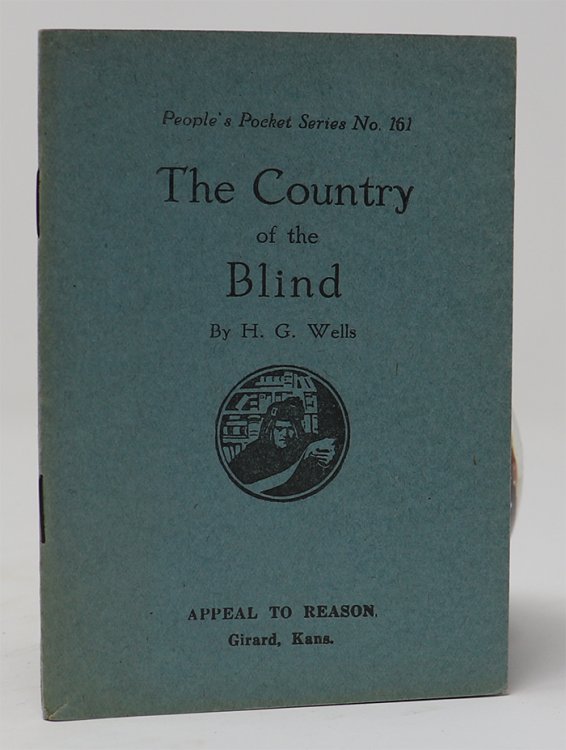 People's Pocket Series No. 161
The Country
of the
Blind
By H. G. Wells
APPEAL TO REASON,
Girard, Kans.